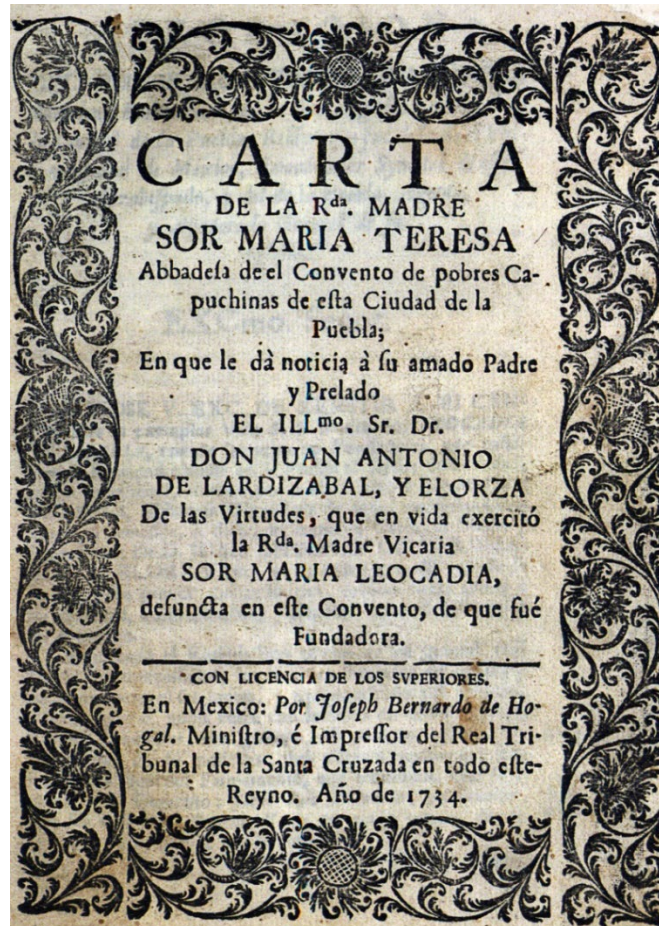 CARTA
DE LA Rda. MADRE
SOR MARIA TERESA
Abbadeſa de el Convento de pobres Ca-
puchinas de eſta Ciudad de la
Puebla;
En que le dà noticia à ſu amado Padre
y Prelado
EL ILLmo. Sr. Dr.
DON JUAN ANTONIO
DE LARDIZABAL, Y ELORZA
De las Virtudes, que en vida exercitó
la Rda. Madre Vicaria
SOR MARIA LEOCADIA,
defuncta en eſte Convento, de que fué
Fundadora.
CON LICENCIA DE LOS SVPERIORES.
En Mexico: Por Joſeph Bernardo de Ho-
gal. Miniſtro, é Impreſſor del Real Tri-
bunal de la Santa Cruzada en todo eſte-
Reyno. Año de 1734.